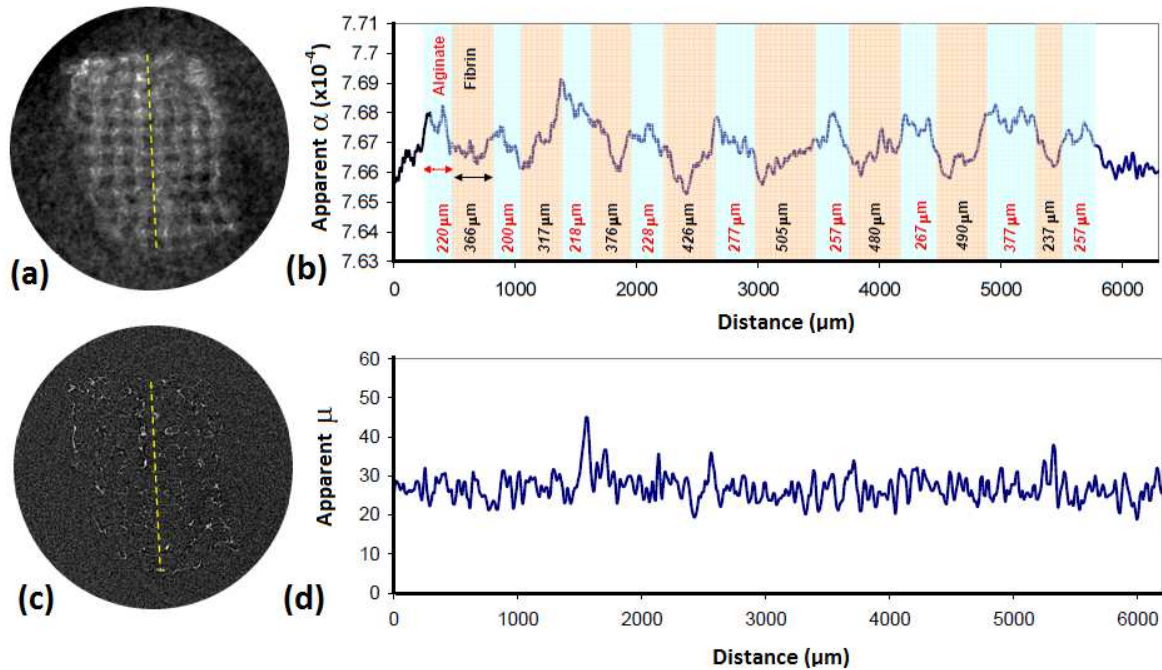 (a)
(b)
Apparent α (x10⁻⁴)
7.71
7.7
7.69
7.68
7.67
7.66
7.65
7.64
7.63
Alginate
Fibrin
220 µm
366 µm
200 µm
317 µm
218 µm
376 µm
228 µm
426 µm
277 µm
505 µm
257 µm
480 µm
267 µm
490 µm
377 µm
237 µm
257 µm
0 1000 2000 3000 4000 5000 6000
Distance (µm)
(c)
(d)
Apparent µ
60
50
40
30
20
10
0
0 1000 2000 3000 4000 5000 6000
Distance (µm)